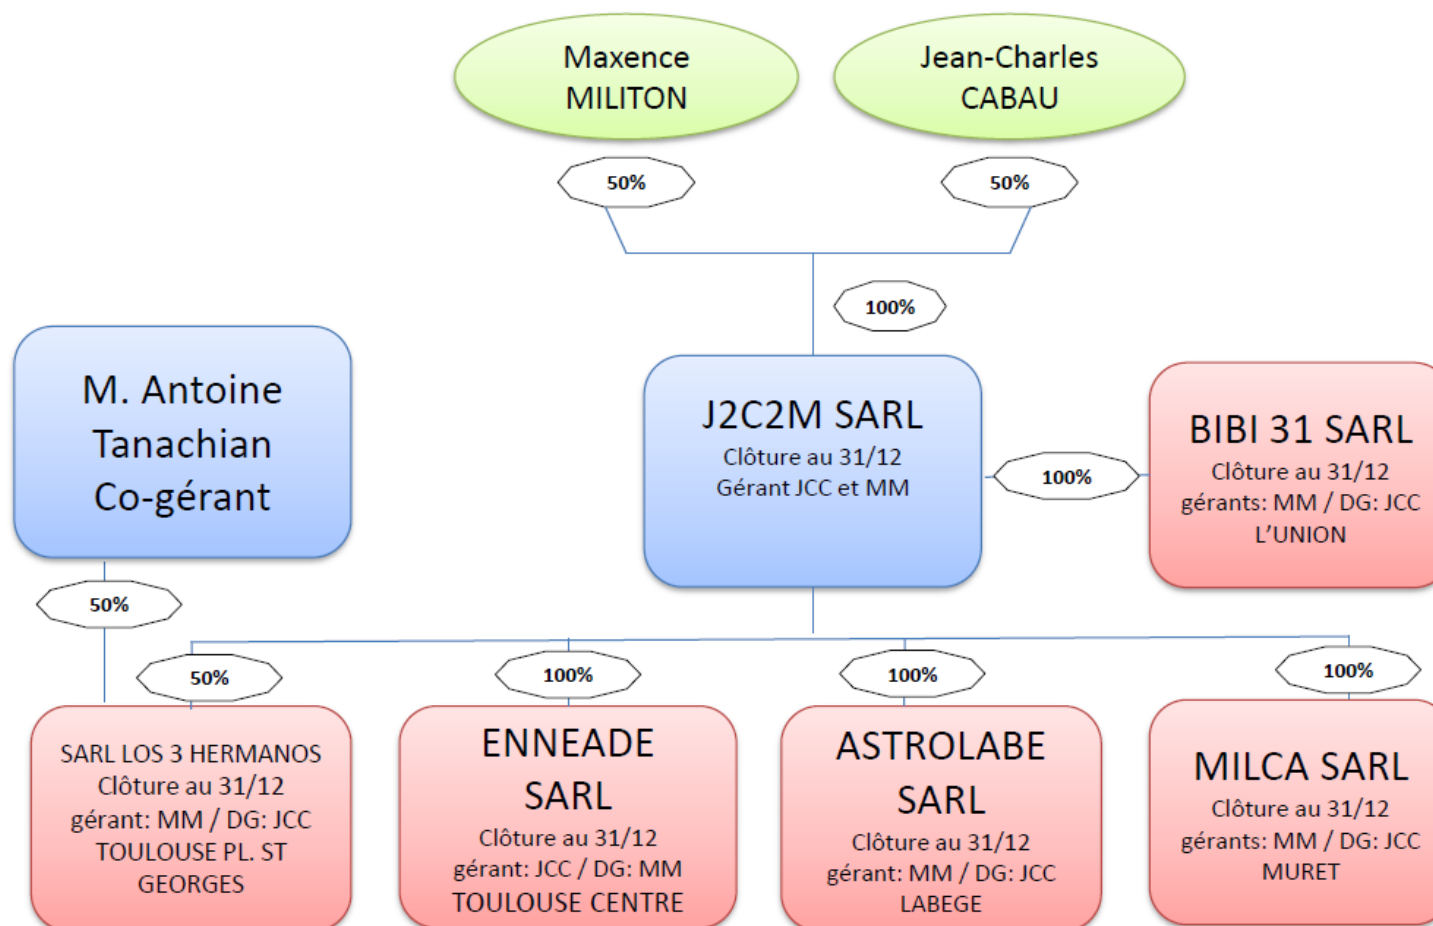 Maxence
MILITON
Jean-Charles
CABAU
50%
50%
100%
M. Antoine
Tanachian
Co-gérant
J2C2M SARL
Clôture au 31/12
Gérant JCC et MM
100%
BIBI 31 SARL
Clôture au 31/12
gérants: MM / DG: JCC
L’UNION
50%
50%
100%
100%
100%
SARL LOS 3 HERMANOS
Clôture au 31/12
gérant: MM / DG: JCC
TOULOUSE PL. ST
GEORGES
ENNEADE
SARL
Clôture au 31/12
gérant: JCC / DG: MM
TOULOUSE CENTRE
ASTROLABE
SARL
Clôture au 31/12
gérant: MM / DG: JCC
LABEGE
MILCA SARL
Clôture au 31/12
gérants: MM / DG: JCC
MURET